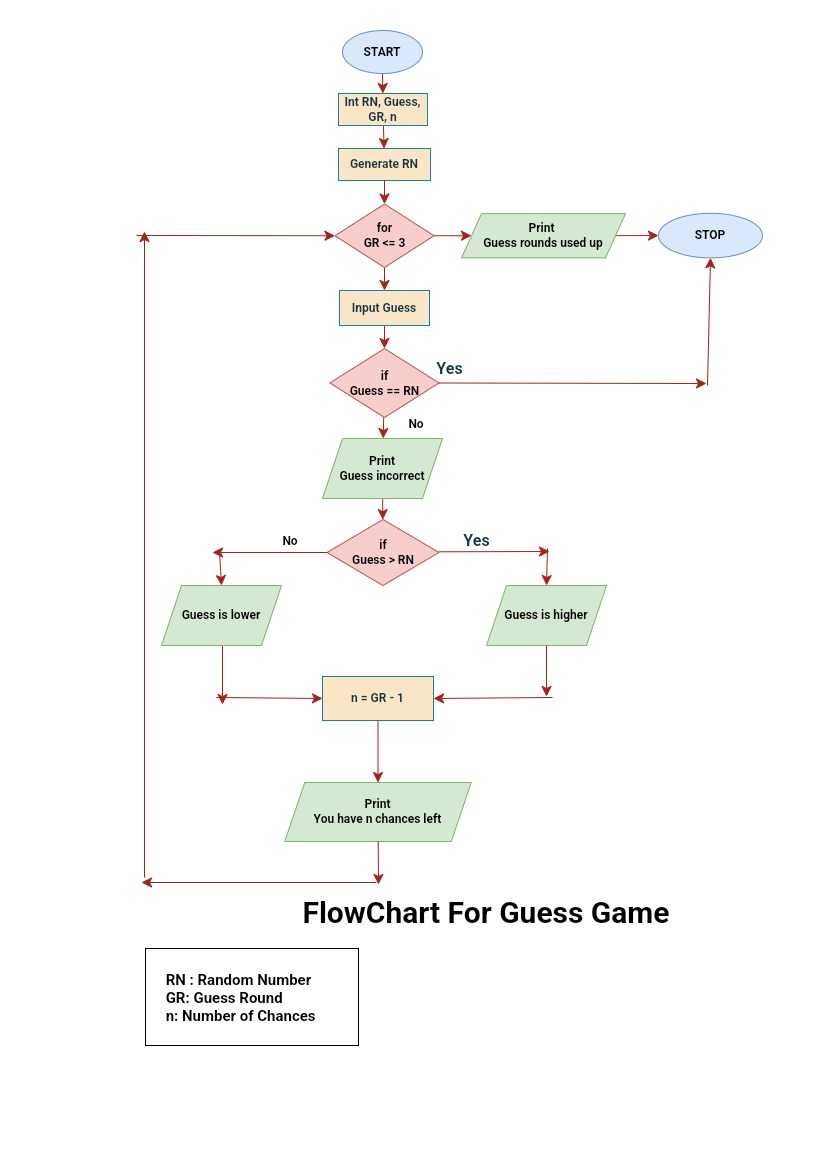 START
Int RN, Guess,
GR, n
Generate RN
for
GR <= 3
Print
Guess rounds used up
STOP
Input Guess
if
Guess == RN
Yes
No
Print
Guess incorrect
if
Guess > RN
No
Yes
Guess is lower
Guess is higher
n = GR - 1
Print
You have n chances left
FlowChart For Guess Game
RN : Random Number
GR: Guess Round
n: Number of Chances